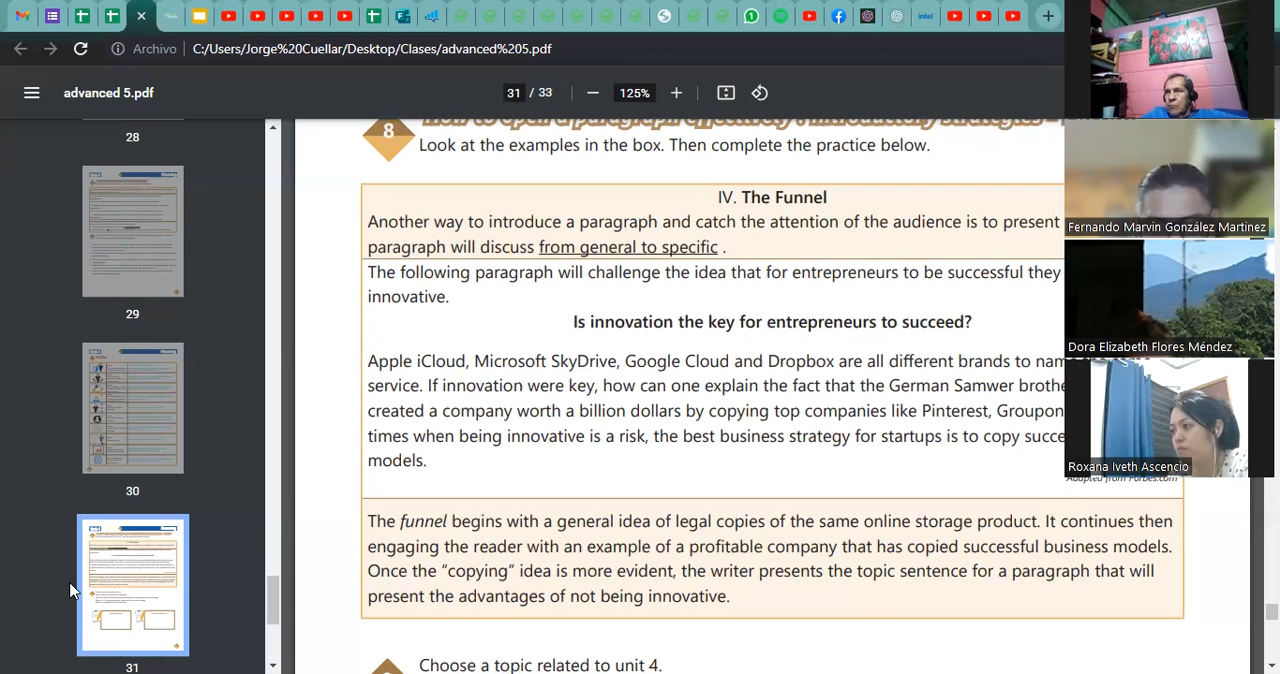 Archivo C:/Users/Jorge%20Cuellar/Desktop/Clases/advanced%205.pdf
advanced 5.pdf
31 / 33
125%
28
29
30
31
8
How to open a paragraph effectively: Introductory strategies
Look at the examples in the box. Then complete the practice below.
IV. The Funnel
Another way to introduce a paragraph and catch the attention of the audience is to present
paragraph will discuss from general to specific .
The following paragraph will challenge the idea that for entrepreneurs to be successful they
innovative.
Is innovation the key for entrepreneurs to succeed?
Apple iCloud, Microsoft SkyDrive, Google Cloud and Dropbox are all different brands to
service. If innovation were key, how can one explain the fact that the German Samwer
created a company worth a billion dollars by copying top companies like Pinterest, Groupon
times when being innovative is a risk, the best business strategy for startups is to copy
models.
Adapted from Forbes.com
The funnel begins with a general idea of legal copies of the same online storage product. It continues then
engaging the reader with an example of a profitable company that has copied successful business models.
Once the “copying” idea is more evident, the writer presents the topic sentence for a paragraph that will
present the advantages of not being innovative.
Choose a topic related to unit 4.
Fernando Marvin González Martinez
Dora Elizabeth Flores Méndez
Roxana Iveth Ascencio
intel